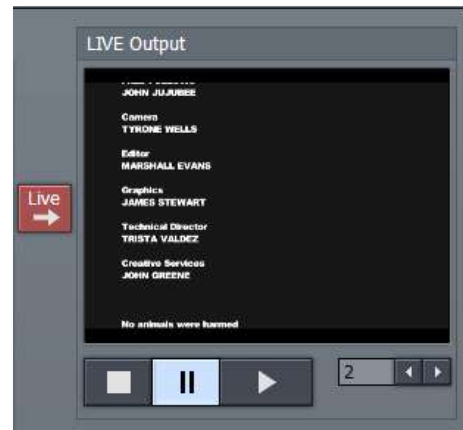 LIVE Output
JOHN JUJUBEE
Camera
TYRONE WELLS
Editor
MARSHALL EVANS
Live
Graphics
JAMES STEWART
Technical Director
TRISTA VALDEZ
Creative Services
JOHN GREENE
No animals were harmed
2